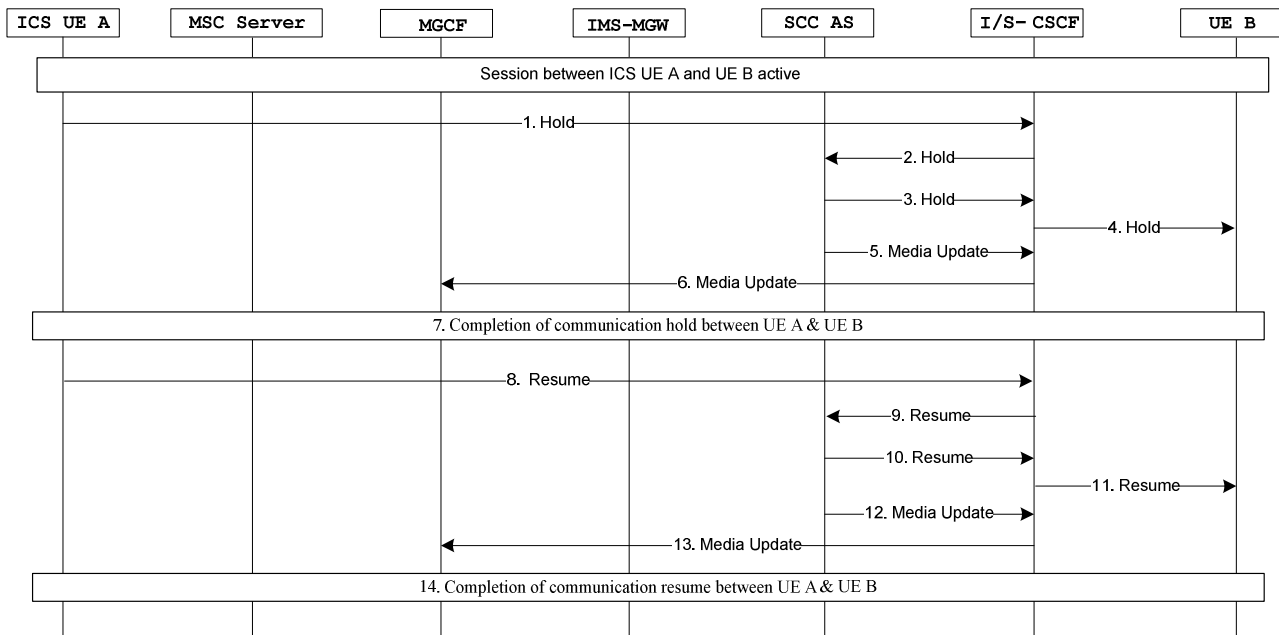 ICS UE A
MSC Server
MGCF
IMS-MGW
SCC AS
I/S- CSCF
UE B
Session between ICS UE A and UE B active
1. Hold
2. Hold
3. Hold
4. Hold
5. Media Update
6. Media Update
7. Completion of communication hold between UE A & UE B
8.  Resume
9. Resume
10. Resume
11. Resume
12. Media Update
13. Media Update
14. Completion of communication resume between UE A & UE B